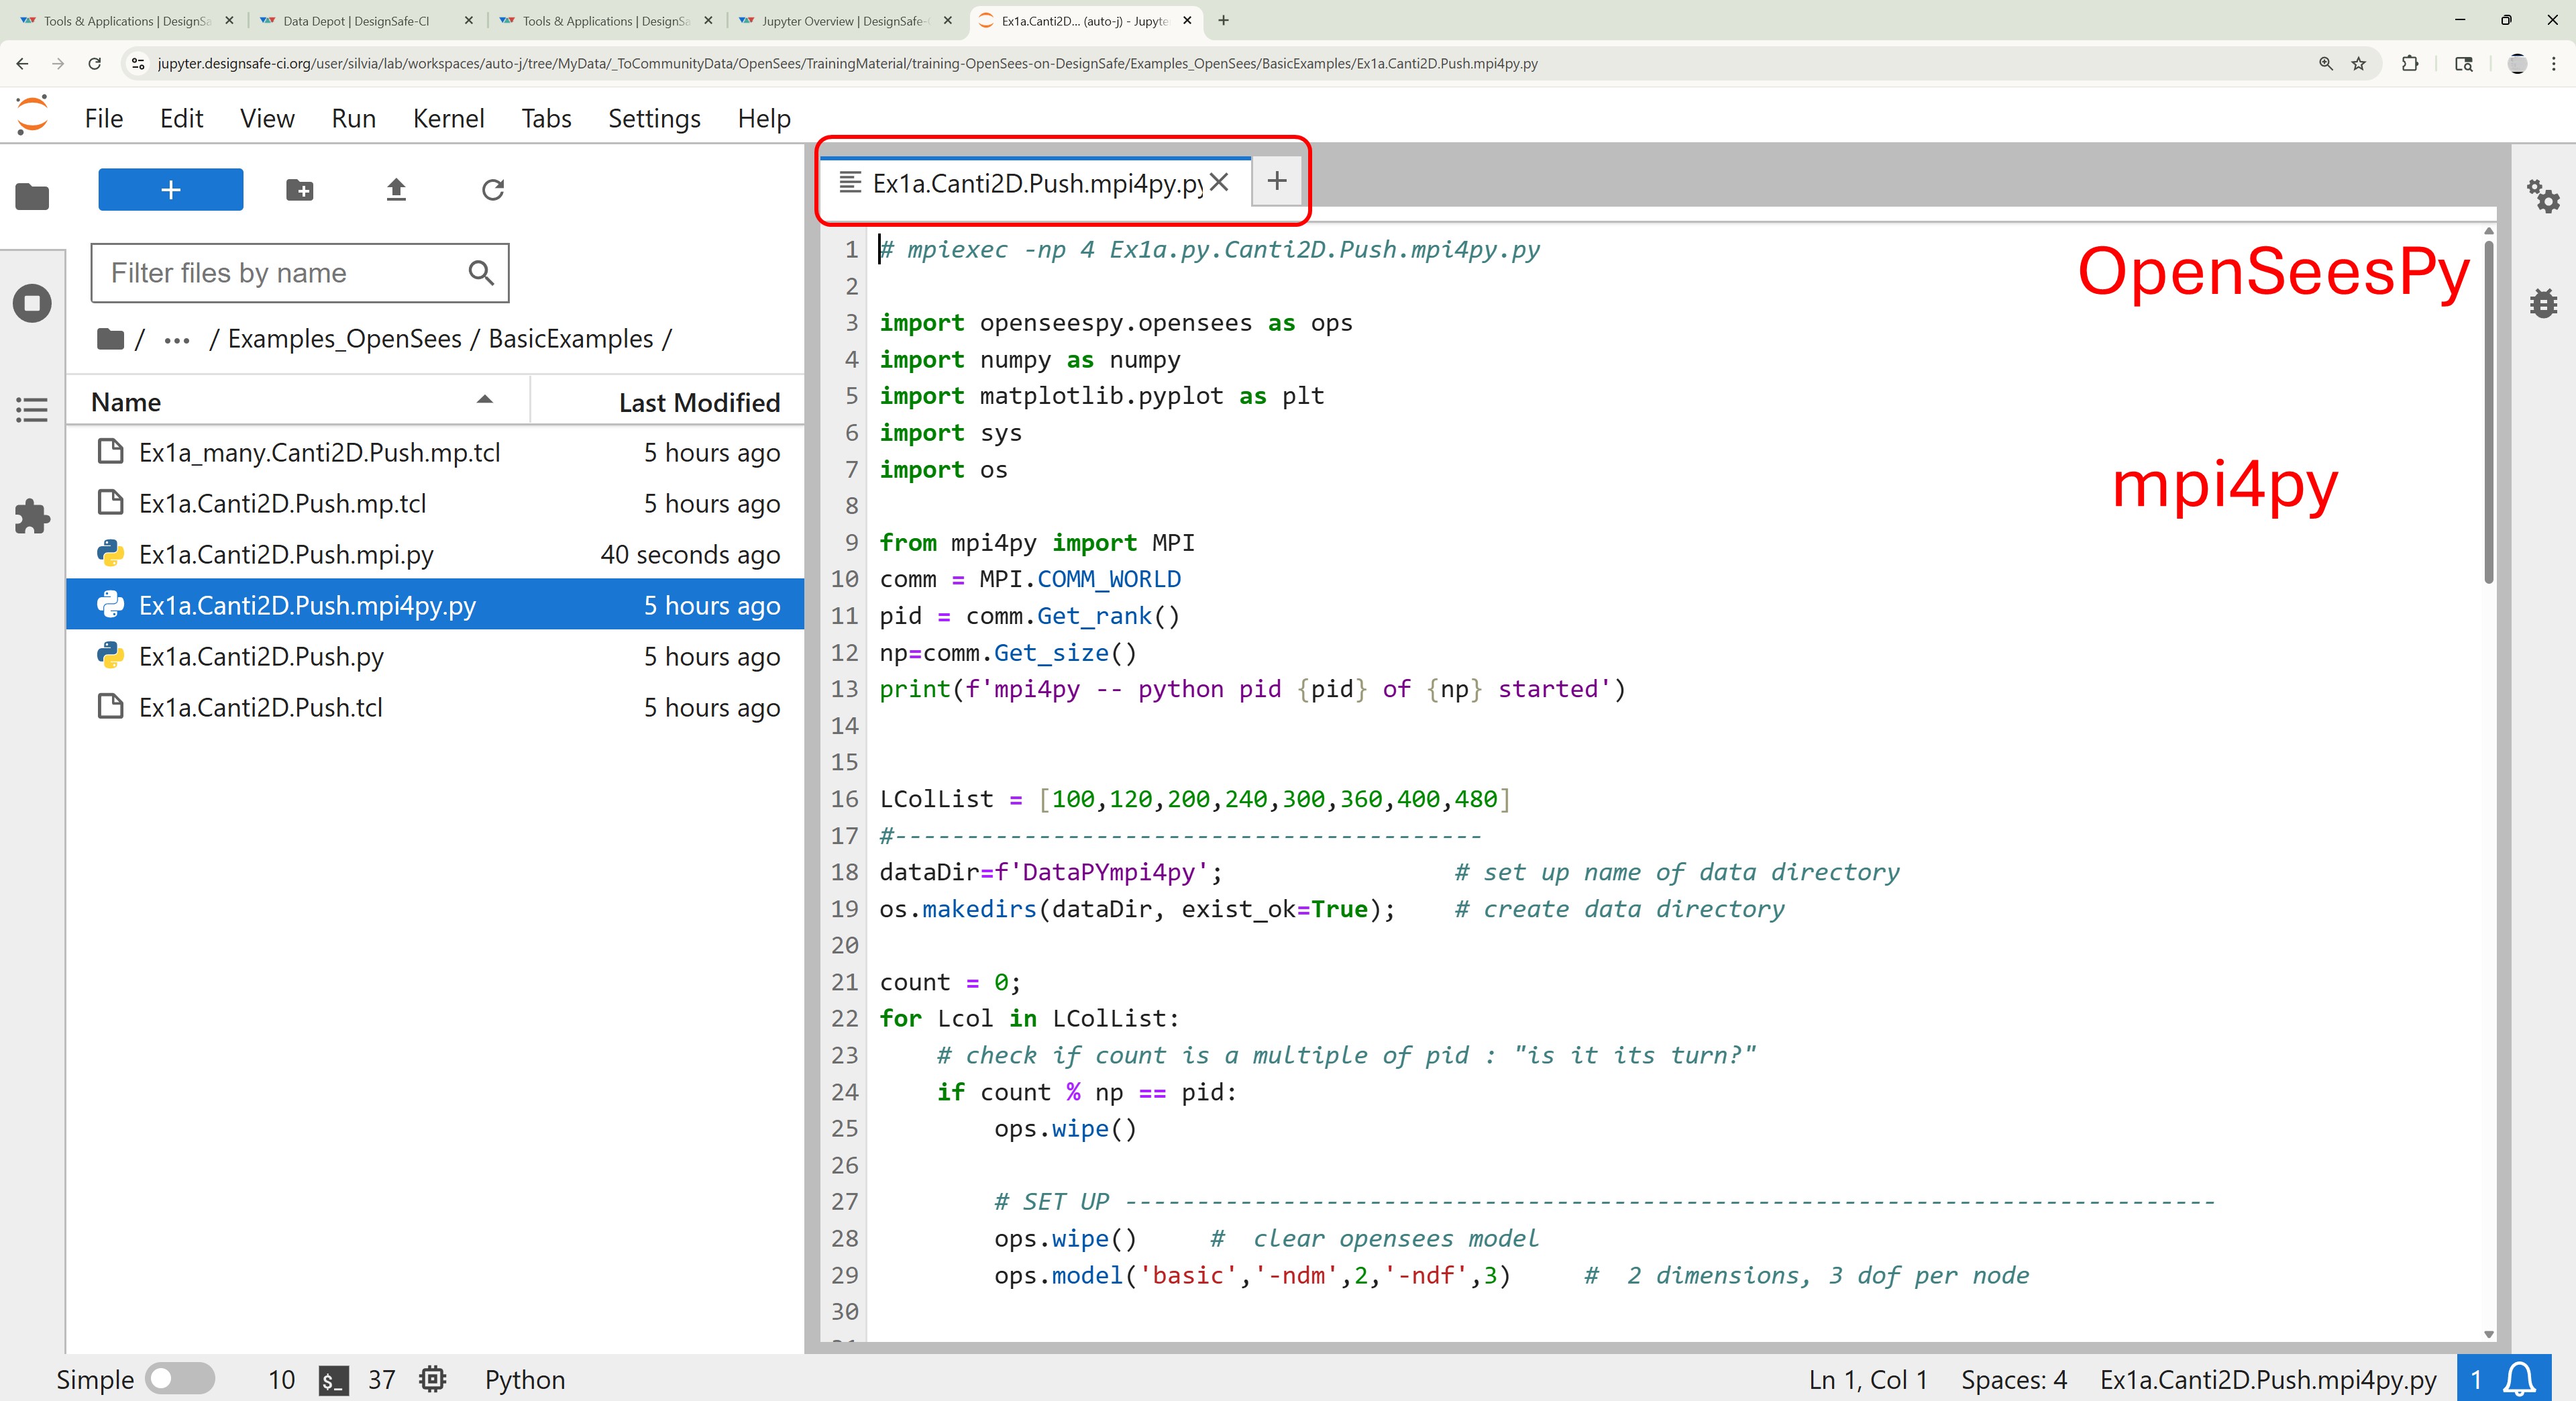 Tools & Applications | DesignSa
Data Depot | DesignSafe-CI
Tools & Applications | DesignSa
Jupyter Overview | DesignSafe-
Ex1a.Canti2D... (auto-j) - Jupyte
jupyter.designsafe-ci.org/user/silvia/lab/workspaces/auto-j/tree/MyData/_ToCommunityData/OpenSees/TrainingMaterial/training-OpenSees-on-DesignSafe/Examples_OpenSees/BasicExamples/Ex1a.Canti2D.Push.mpi4py.py
File Edit View Run Kernel Tabs Settings Help
+
Filter files by name
/ ... / Examples_OpenSees / BasicExamples /
Name Last Modified
Ex1a_many.Canti2D.Push.mp.tcl 5 hours ago
Ex1a.Canti2D.Push.mp.tcl 5 hours ago
Ex1a.Canti2D.Push.mpi.py 40 seconds ago
Ex1a.Canti2D.Push.mpi4py.py 5 hours ago
Ex1a.Canti2D.Push.py 5 hours ago
Ex1a.Canti2D.Push.tcl 5 hours ago
Ex1a.Canti2D.Push.mpi4py.py
OpenSeesPy
mpi4py
1 # mpiexec -np 4 Ex1a.py.Canti2D.Push.mpi4py.py
2
3 import openseespy.opensees as ops
4 import numpy as numpy
5 import matplotlib.pyplot as plt
6 import sys
7 import os
8
9 from mpi4py import MPI
10 comm = MPI.COMM_WORLD
11 pid = comm.Get_rank()
12 np=comm.Get_size()
13 print(f'mpi4py -- python pid {pid} of {np} started')
14
15
16 LColList = [100,120,200,240,300,360,400,480]
17 #-----------------------------------------
18 dataDir=f'DataPYmpi4py'; # set up name of data directory
19 os.makedirs(dataDir, exist_ok=True); # create data directory
20
21 count = 0;
22 for Lcol in LColList:
23 # check if count is a multiple of pid : "is it its turn?"
24 if count % np == pid:
25 ops.wipe()
26
27 # SET UP ----------------------------------------------------------------------------
28 ops.wipe() # clear opensees model
29 ops.model('basic','-ndm',2,'-ndf',3) # 2 dimensions, 3 dof per node
30
Simple 10 $_ 37 Python
Ln 1, Col 1 Spaces: 4 Ex1a.Canti2D.Push.mpi4py.py 1